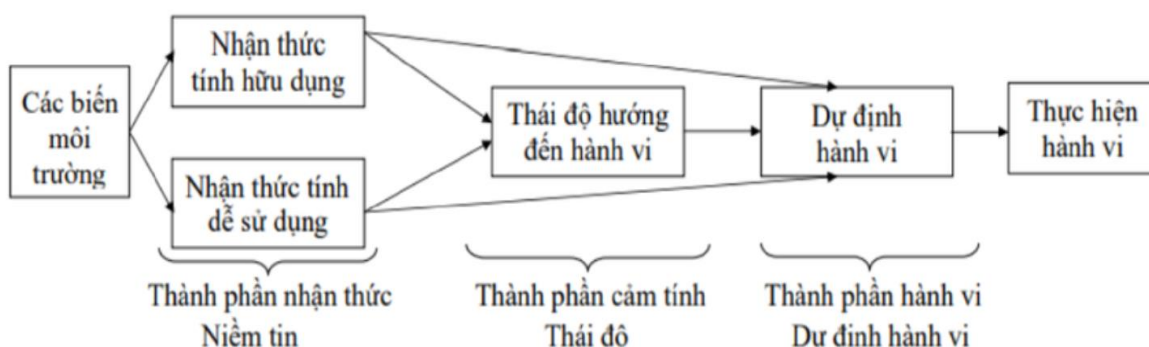 Nhận thức
tính hữu dụng
Các biến
môi
trường
Nhận thức tính
dễ sử dụng
Thái độ hướng
đến hành vi
Dự định
hành vi
Thực hiện
hành vi
Thành phần nhận thức
Niềm tin
Thành phần cảm tính
Thái độ
Thành phần hành vi
Dự định hành vi